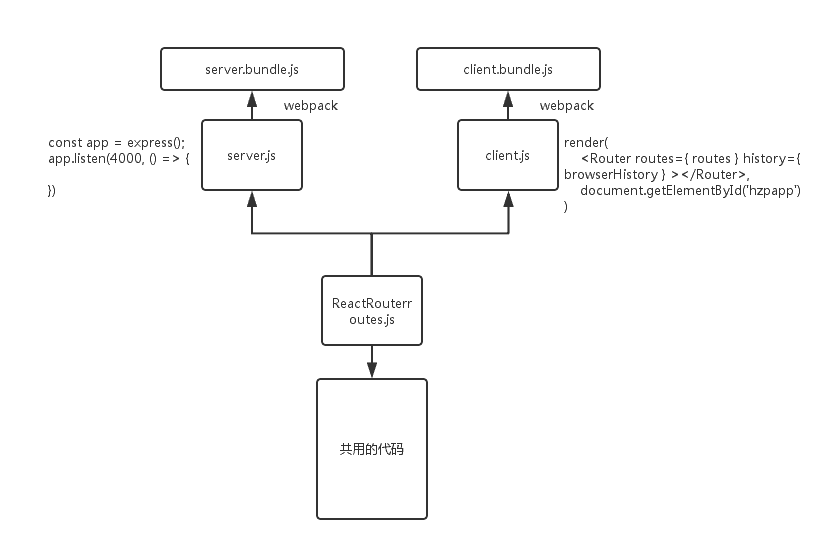 server.bundle.js
client.bundle.js
webpack
webpack
const app = express();
app.listen(4000, () => {
})
server.js
client.js
render(
<Router routes={ routes } history={
browserHistory } ></Router>,
document.getElementById('hzpapp')
)
ReactRouterr
outes.js
共用的代码